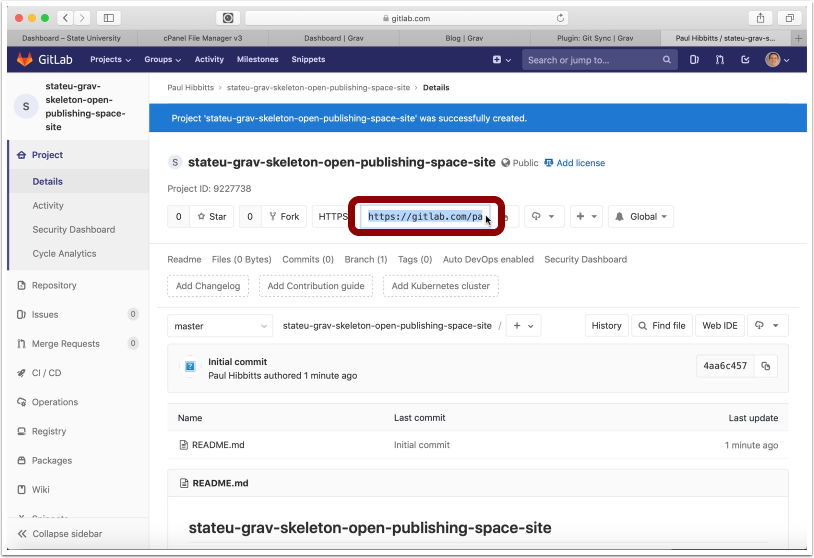 gitlab.com
Dashboard – State University
cPanel File Manager v3
Dashboard | Grav
Blog | Grav
Plugin: Git Sync | Grav
Paul Hibbitts / stateu-grav-s...
GitLab
Projects
Groups
Activity
Milestones
Snippets
Search or jump to...
S
stateu-grav-
skeleton-open-
publishing-space-
site
Project
Details
Activity
Security Dashboard
Cycle Analytics
Repository
Issues 0
Merge Requests 0
CI / CD
Operations
Registry
Packages
Wiki
Snippets
Collapse sidebar
Paul Hibbitts > stateu-grav-skeleton-open-publishing-space-site > Details
Project 'stateu-grav-skeleton-open-publishing-space-site' was successfully created.
S stateu-grav-skeleton-open-publishing-space-site Public Add license
Project ID: 9227738
0 Star 0 Fork HTTPS https://gitlab.com/pa Global
Readme Files (0 Bytes) Commits (0) Branch (1) Tags (0) Auto DevOps enabled Security Dashboard
Add Changelog Add Contribution guide Add Kubernetes cluster
master stateu-grav-skeleton-open-publishing-space-site / + History Find file Web IDE
Initial commit
Paul Hibbitts authored 1 minute ago
4aa6c457
Name Last commit Last update
README.md Initial commit 1 minute ago
README.md
stateu-grav-skeleton-open-publishing-space-site